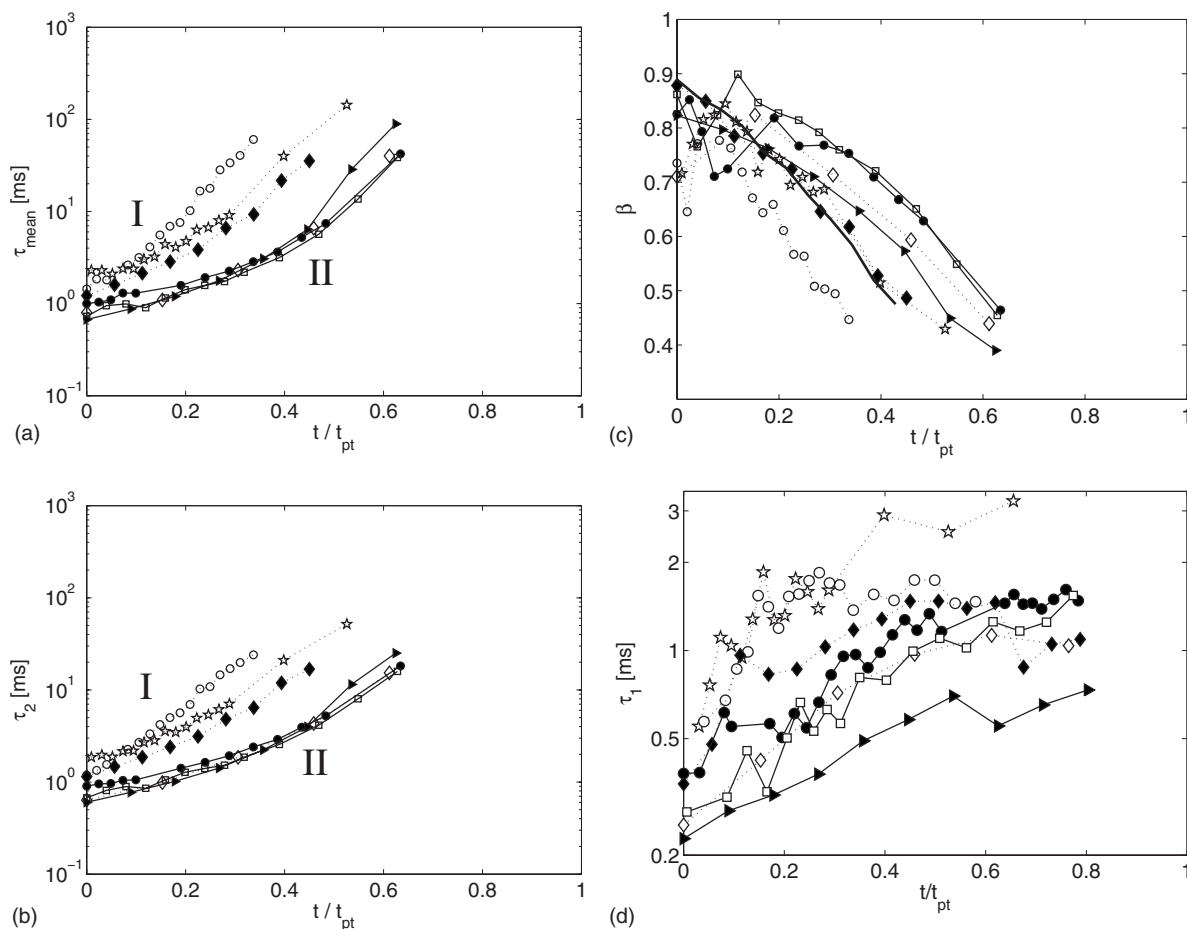 10³
10²
10¹
10⁰
10⁻¹
τmean [ms]
I
II
0 0.2 0.4 0.6 0.8 1
t / tpt
(a)
1
0.9
0.8
0.7
0.6
0.5
0.4
β
0 0.2 0.4 0.6 0.8 1
t / tpt
(c)
10³
10²
10¹
10⁰
10⁻¹
τ₂ [ms]
I
II
0 0.2 0.4 0.6 0.8 1
t / tpt
(b)
3
2
1
0.5
0.2
τ₁ [ms]
0 0.2 0.4 0.6 0.8 1
t/tpt
(d)